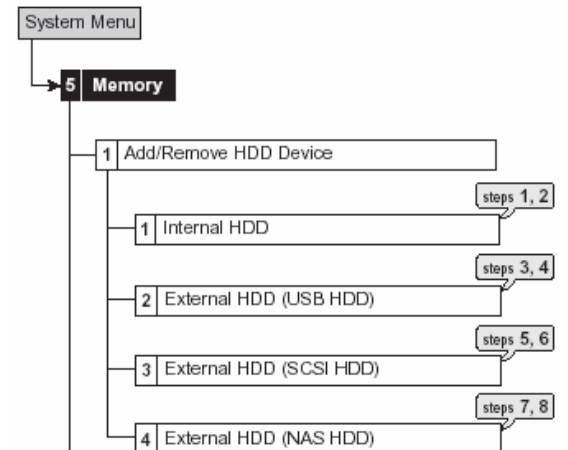 System Menu
5 Memory
1 Add/Remove HDD Device
steps 1, 2
1 Internal HDD
steps 3, 4
2 External HDD (USB HDD)
steps 5, 6
3 External HDD (SCSI HDD)
steps 7, 8
4 External HDD (NAS HDD)